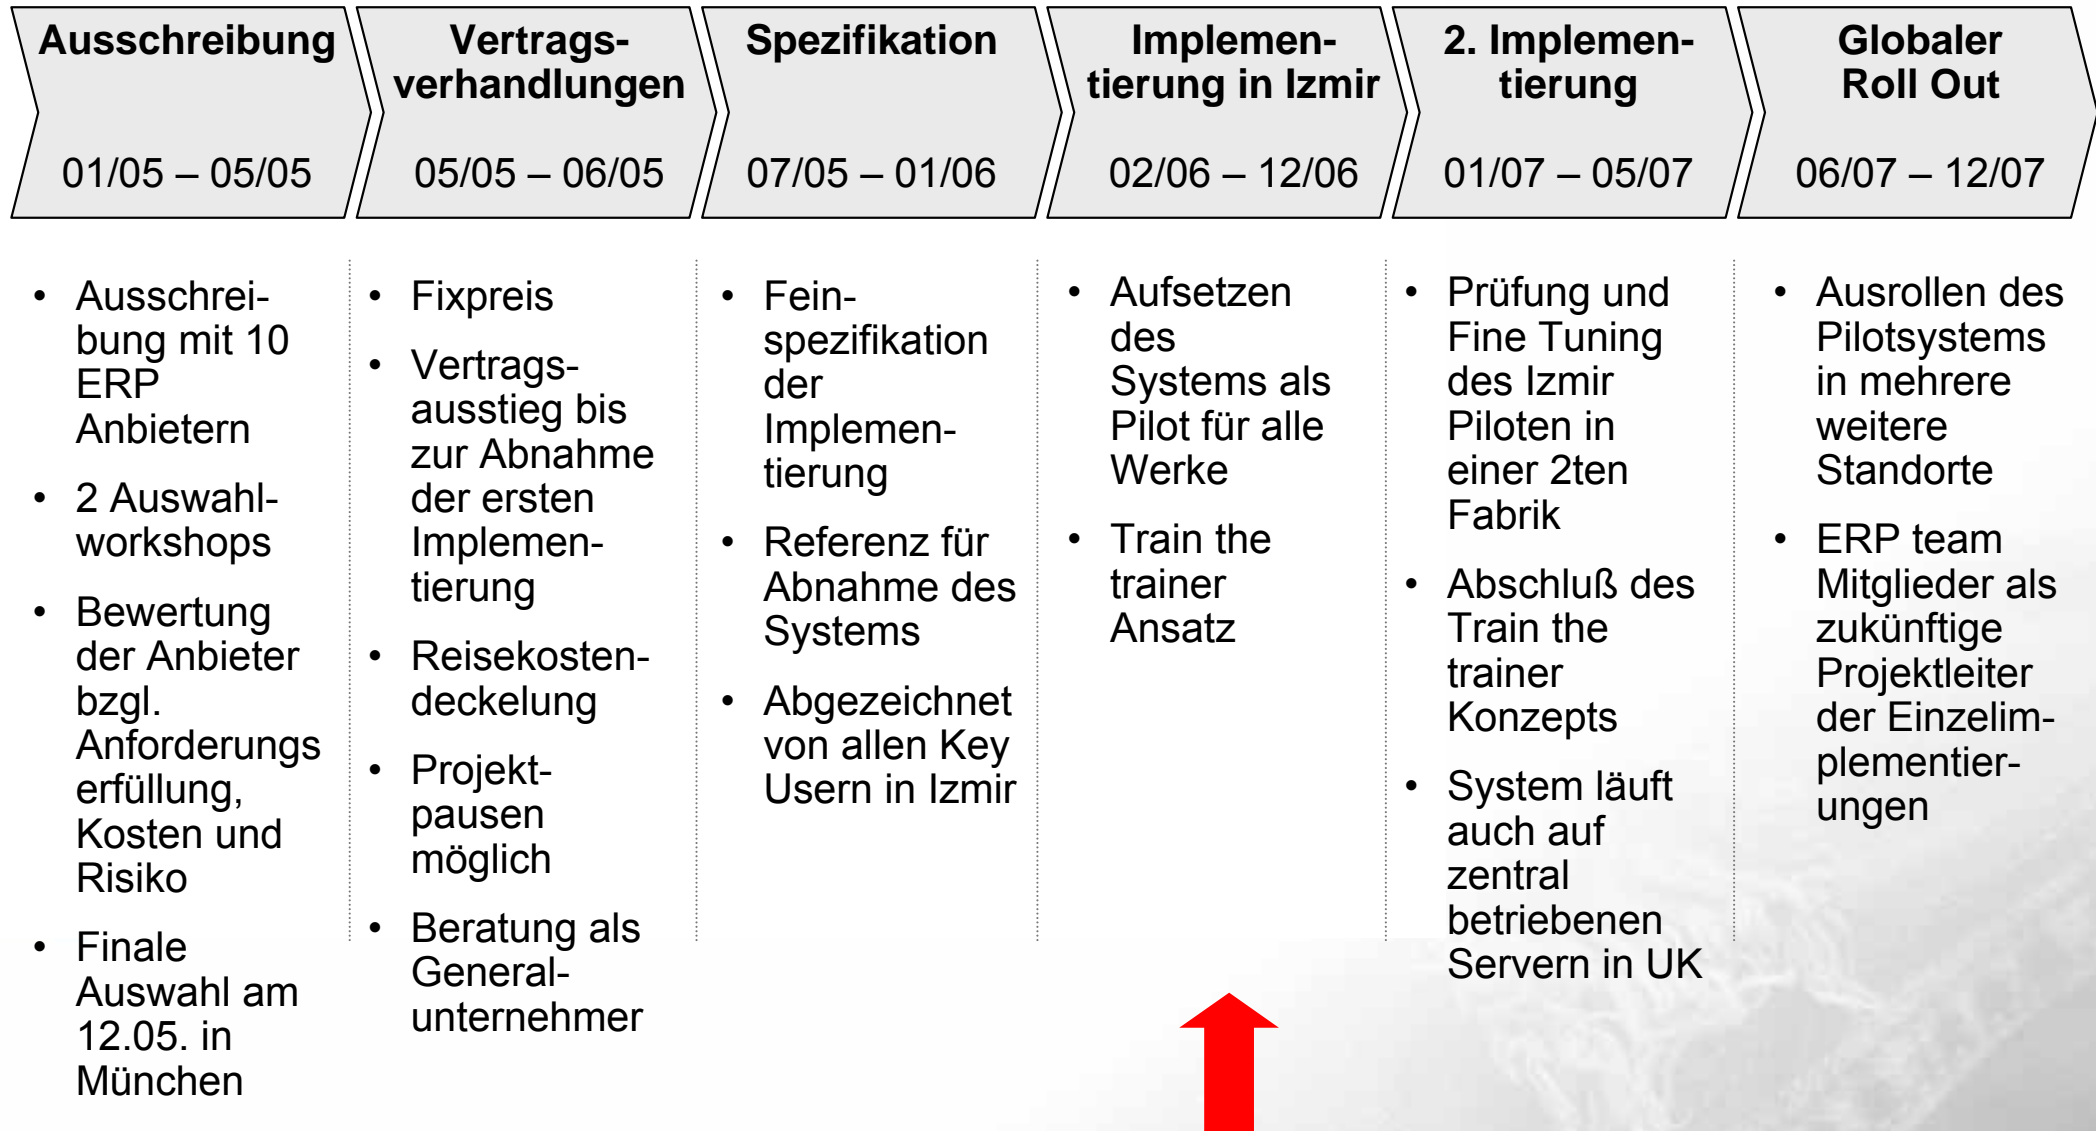 Ausschreibung
01/05 – 05/05
Vertrags-
verhandlungen
05/05 – 06/05
Spezifikation
07/05 – 01/06
Implemen-
tierung in Izmir
02/06 – 12/06
2. Implemen-
tierung
01/07 – 05/07
Globaler
Roll Out
06/07 – 12/07
• Ausschrei-
bung mit 10
ERP
Anbietern
• 2 Auswahl-
workshops
• Bewertung
der Anbieter
bzgl.
Anforderungs
erfüllung,
Kosten und
Risiko
• Finale
Auswahl am
12.05. in
München
• Fixpreis
• Vertrags-
ausstieg bis
zur Abnahme
der ersten
Implemen-
tierung
• Reisekosten-
deckelung
• Projekt-
pausen
möglich
• Beratung als
General-
unternehmer
• Fein-
spezifikation
der
Implemen-
tierung
• Referenz für
Abnahme des
Systems
• Abgezeichnet
von allen Key
Usern in Izmir
• Aufsetzen
des
Systems als
Pilot für alle
Werke
• Train the
trainer
Ansatz
• Prüfung und
Fine Tuning
des Izmir
Piloten in
einer 2ten
Fabrik
• Abschluß des
Train the
trainer
Konzepts
• System läuft
auch auf
zentral
betriebenen
Servern in UK
• Ausrollen des
Pilotsystems
in mehrere
weitere
Standorte
• ERP team
Mitglieder als
zukünftige
Projektleiter
der Einzelim-
plementier-
ungen